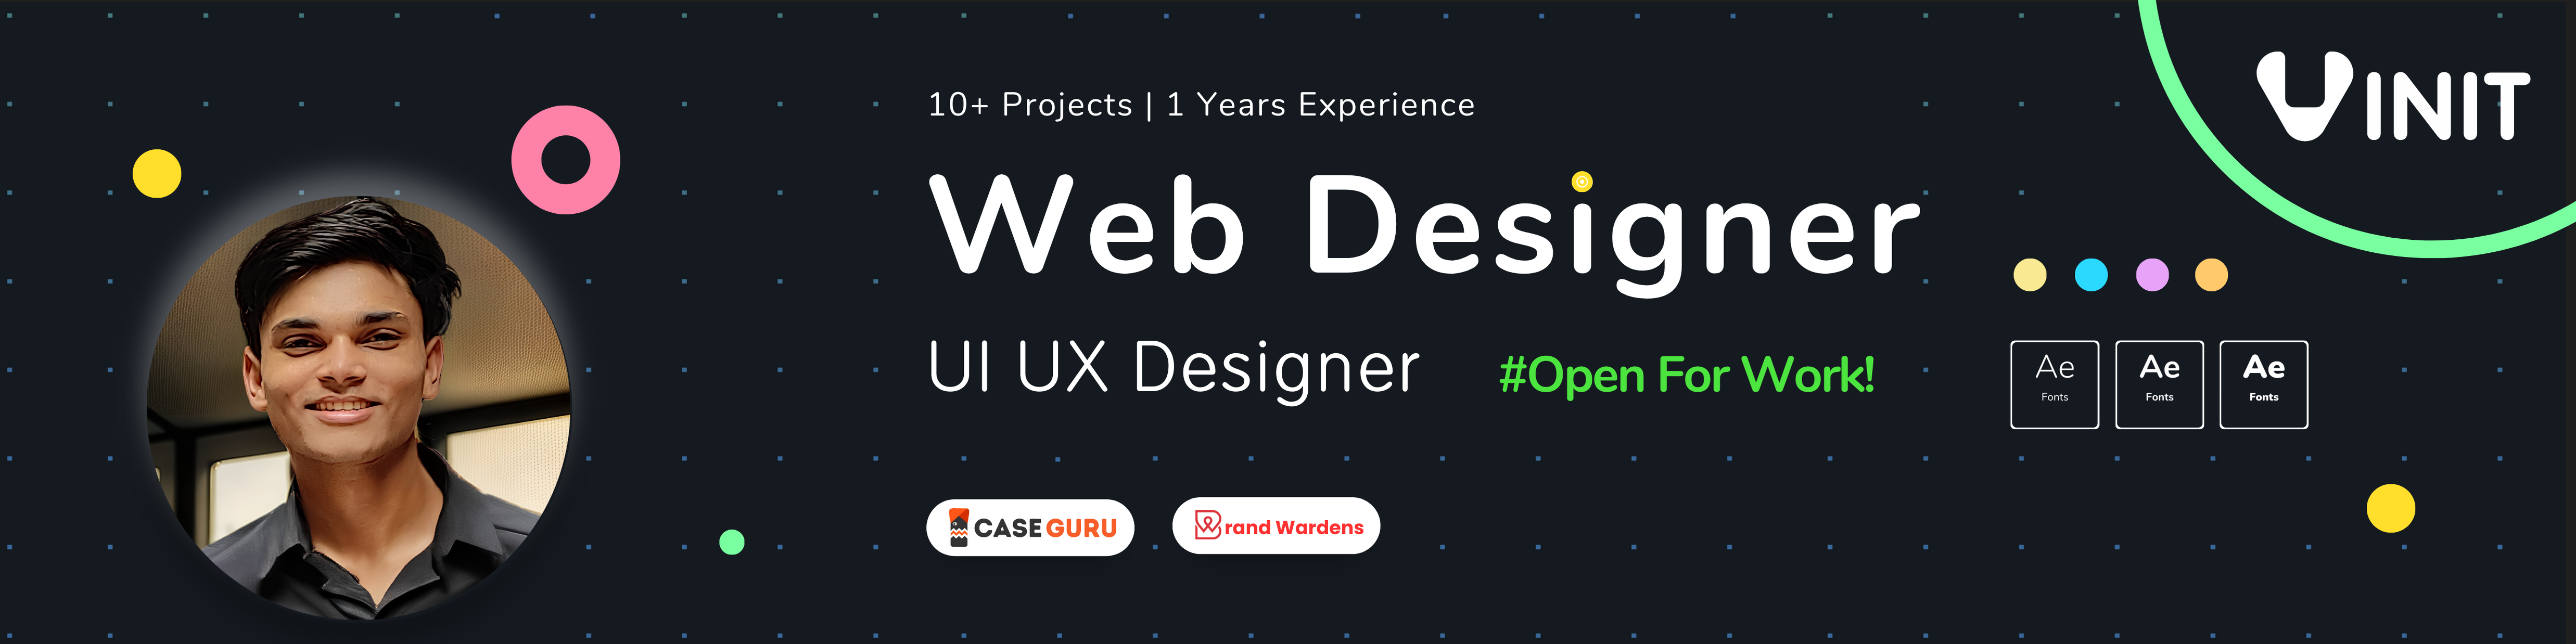 10+ Projects | 1 Years Experience
VINIT
Web Designer
UI UX Designer
#Open For Work!
Ae Ae Ae
Fonts Fonts Fonts
CASE GURU
Brand Wardens